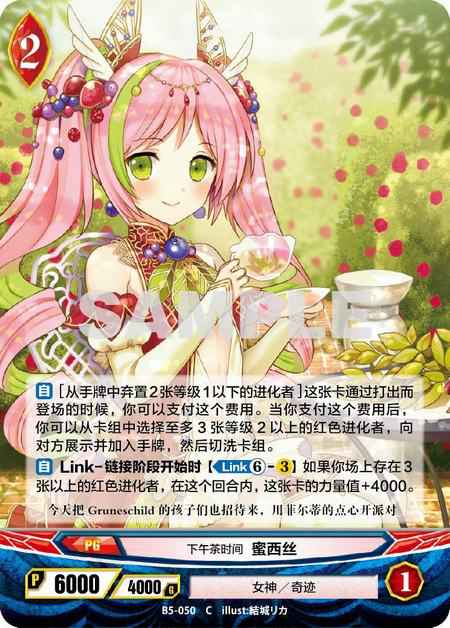 2
SAMPLE
自 [从手牌中弃置2张等级1以下的进化者]这张卡通过打出而
登场的时候，你可以支付这个费用。当你支付这个费用后，
你可以从卡组中选择至多3张等级2以上的红色进化者，向
对方展示并加入手牌，然后切洗卡组。
自 Link-链接阶段开始时【Link 6-3】如果你场上存在3
张以上的红色进化者，在这个回合内，这张卡的力量值+4000。
今天把 Gruneschild 的孩子们也招待来，用菲尔蒂的点心开派对
PG 下午茶时间 蜜西丝
P 6000 4000 G 女神／奇迹 1
B5-050 C illust:結城リカ